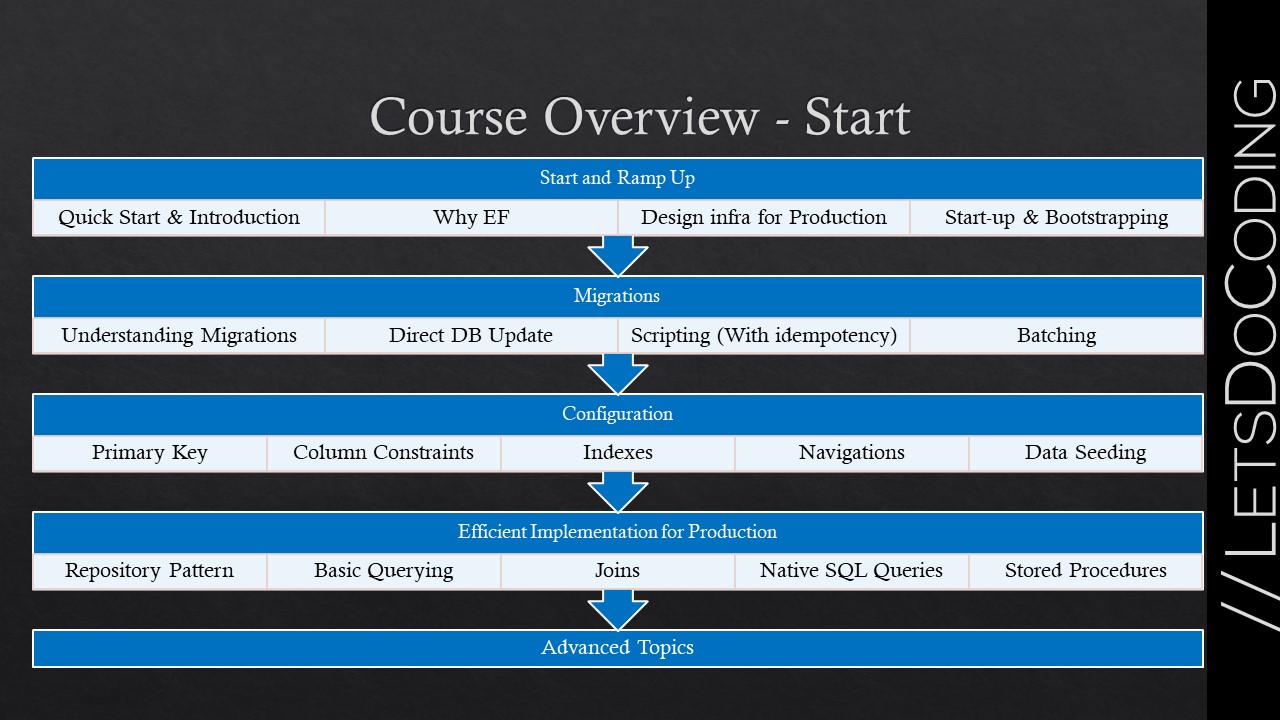 Course Overview - Start
Start and Ramp Up
Quick Start & Introduction
Why EF
Design infra for Production
Start-up & Bootstrapping
Migrations
Understanding Migrations
Direct DB Update
Scripting (With idempotency)
Batching
Configuration
Primary Key
Column Constraints
Indexes
Navigations
Data Seeding
Efficient Implementation for Production
Repository Pattern
Basic Querying
Joins
Native SQL Queries
Stored Procedures
Advanced Topics
//LETSDOCODING